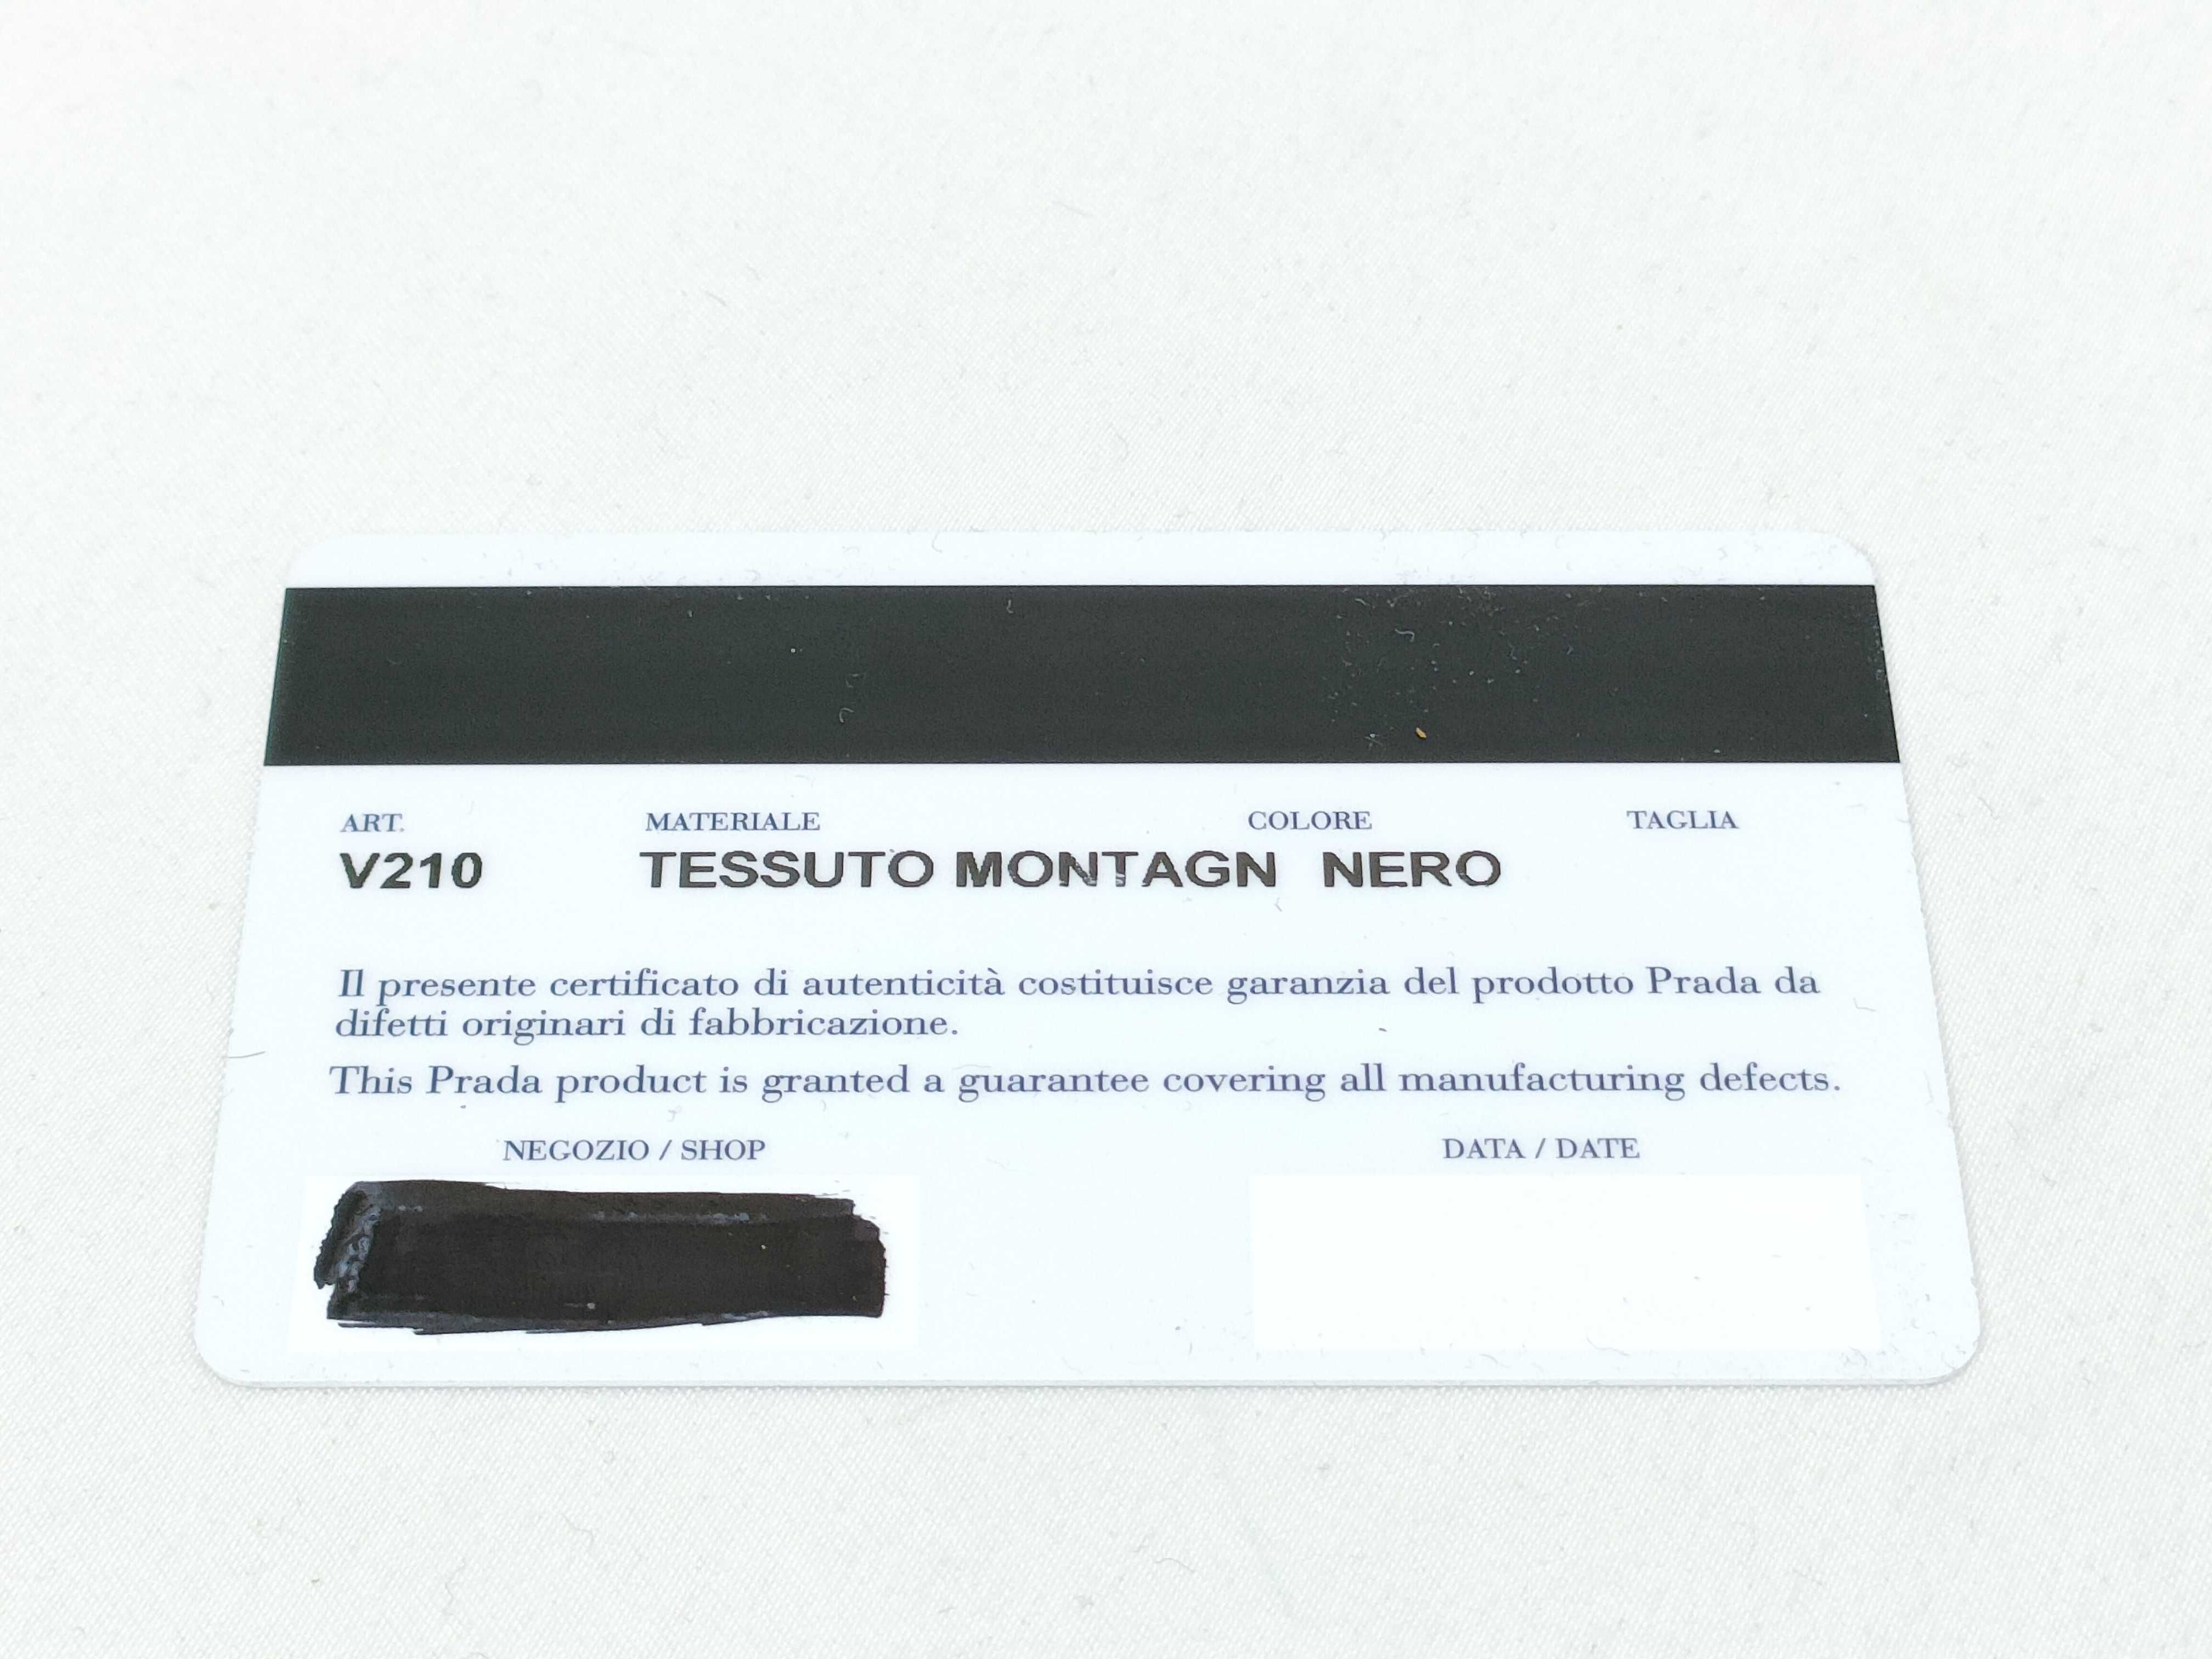 ART. MATERIALE COLORE TAGLIA
V210 TESSUTO MONTAGN NERO
Il presente certificato di autenticità costituisce garanzia del prodotto Prada da
difetti originari di fabbricazione.
This Prada product is granted a guarantee covering all manufacturing defects.
NEGOZIO / SHOP DATA / DATE